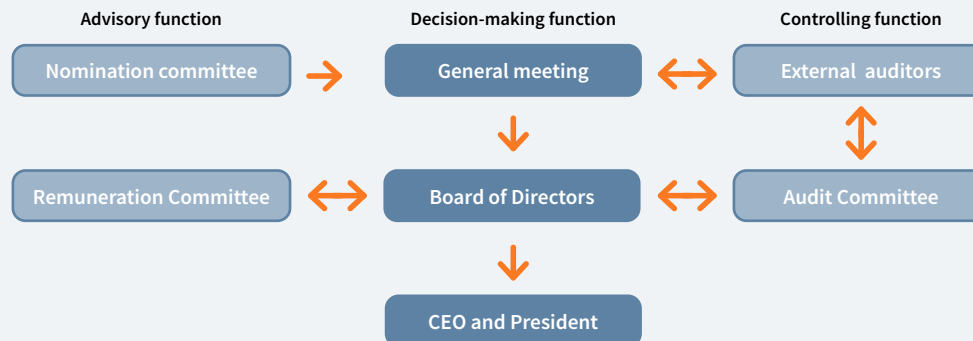 Advisory function
Decision-making function
Controlling function
Nomination committee
General meeting
External auditors
Remuneration Committee
Board of Directors
Audit Committee
CEO and President